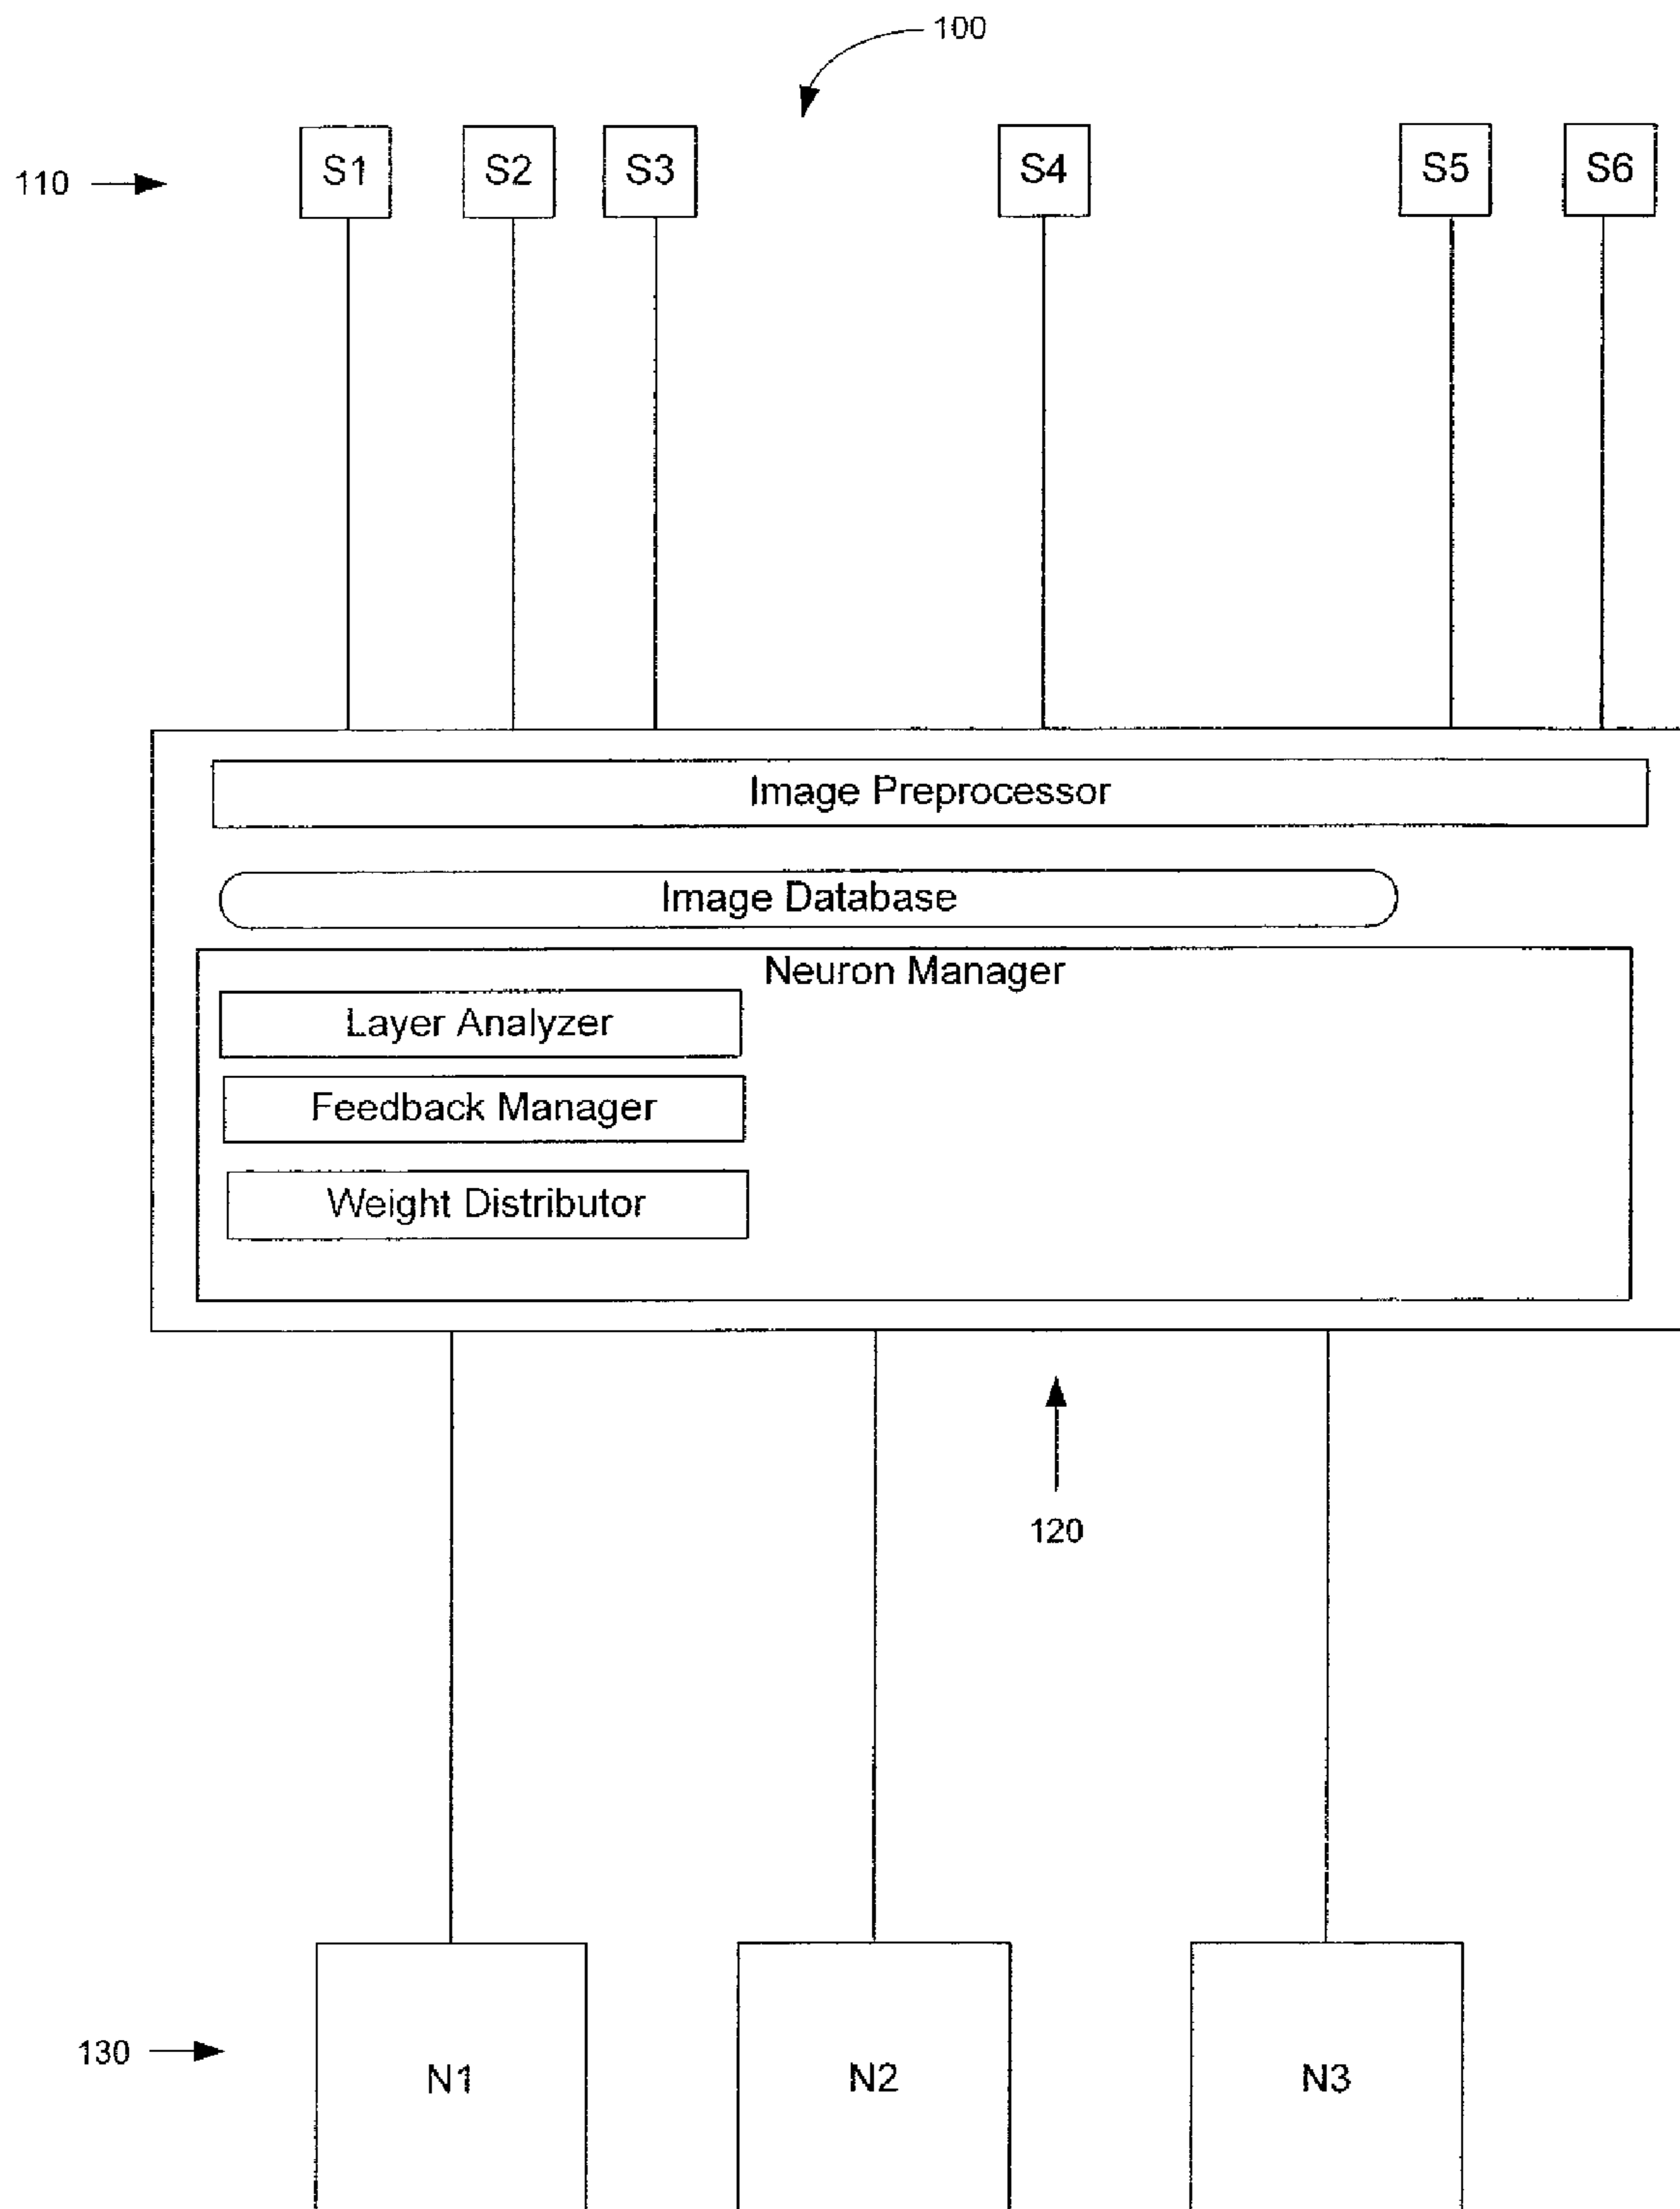 100
110
S1 S2 S3 S4 S5 S6
Image Preprocessor
Image Database
Neuron Manager
Layer Analyzer
Feedback Manager
Weight Distributor
120
130
N1 N2 N3